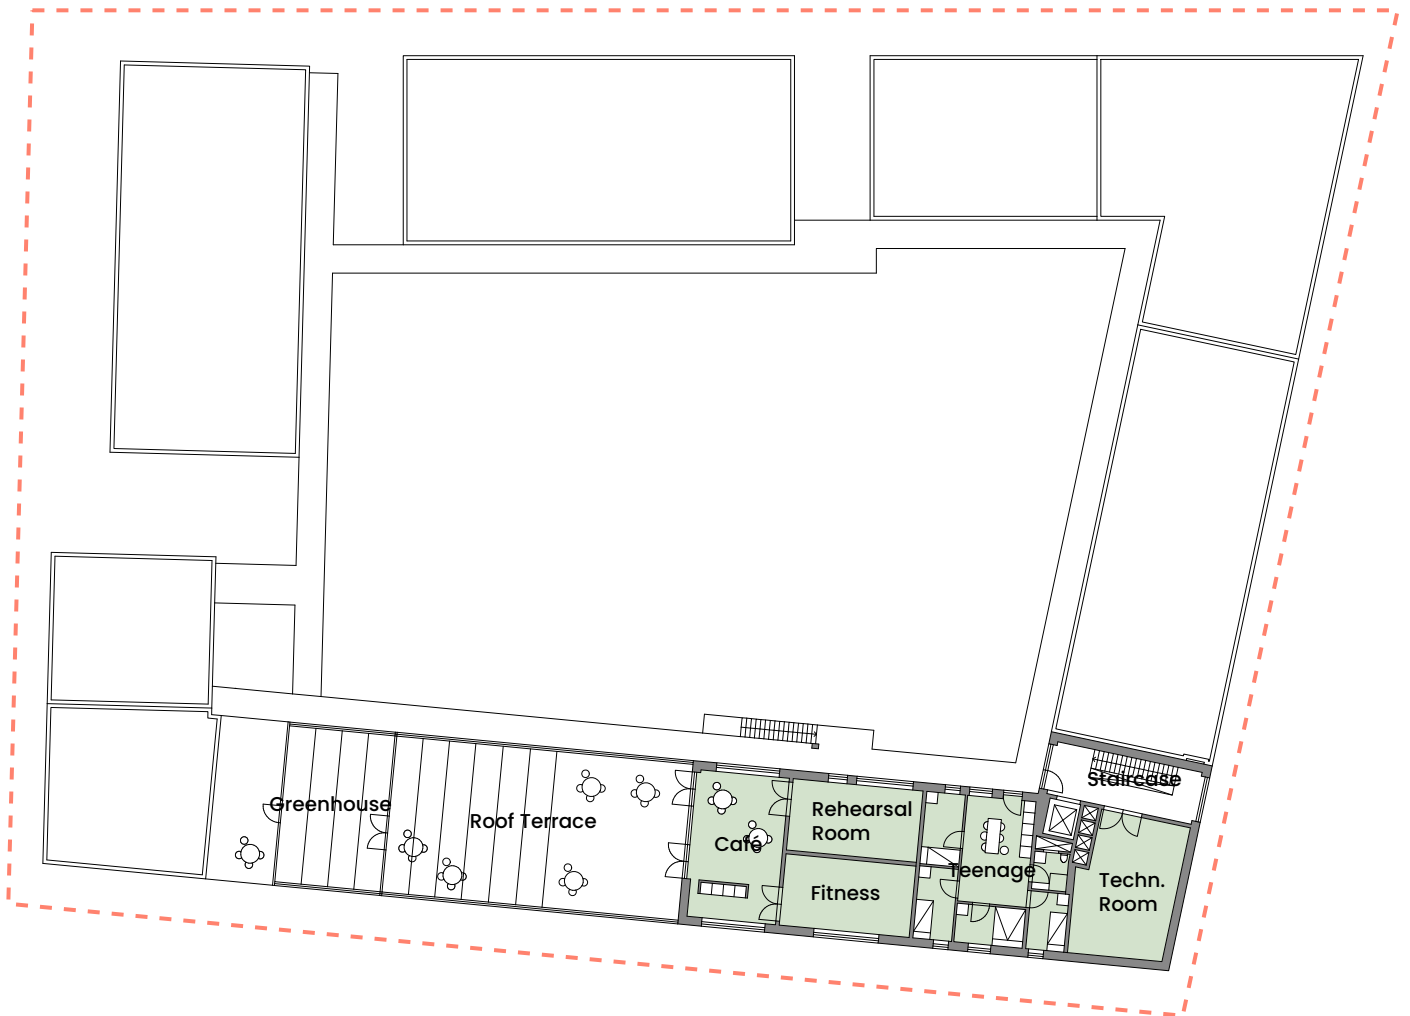 Staircase
Greenhouse
Roof Terrace
Rehearsal
Room
Café
Teenage
Fitness
Techn.
Room